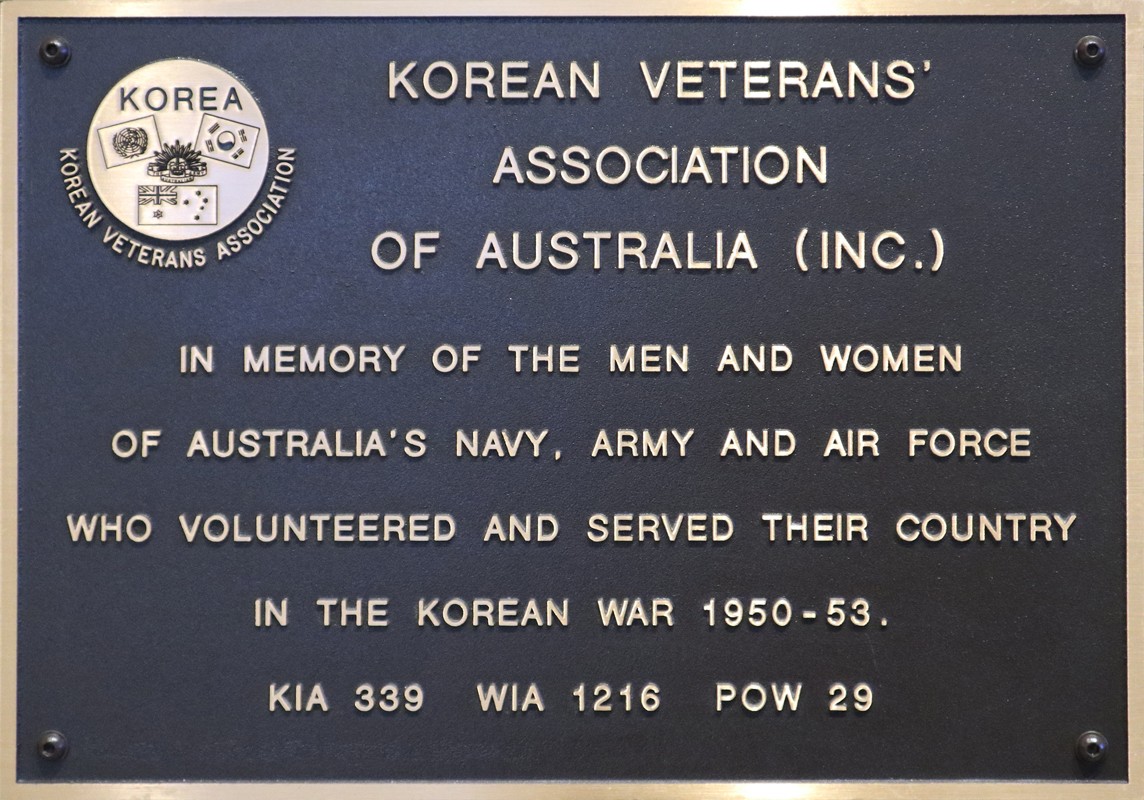 KOREA
KOREAN VETERANS ASSOCIATION
KOREAN VETERANS'
ASSOCIATION
OF AUSTRALIA (INC.)
IN MEMORY OF THE MEN AND WOMEN
OF AUSTRALIA'S NAVY, ARMY AND AIR FORCE
WHO VOLUNTEERED AND SERVED THEIR COUNTRY
IN THE KOREAN WAR 1950-53.
KIA 339 WIA 1216 POW 29